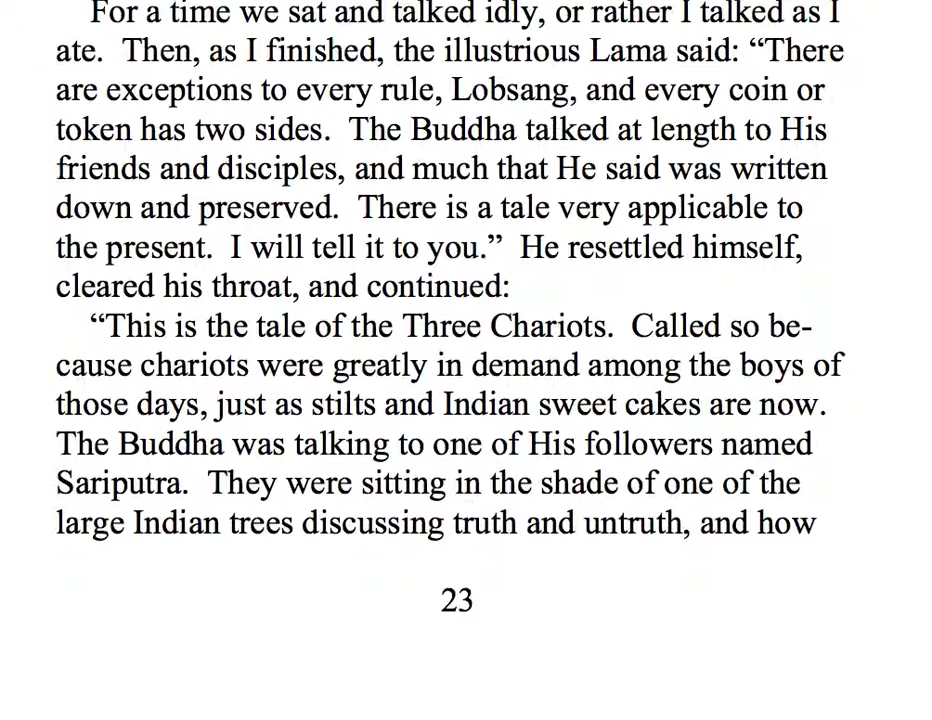 For a time we sat and talked idly, or rather I talked as I
ate. Then, as I finished, the illustrious Lama said: “There
are exceptions to every rule, Lobsang, and every coin or
token has two sides. The Buddha talked at length to His
friends and disciples, and much that He said was written
down and preserved. There is a tale very applicable to
the present. I will tell it to you.” He resettled himself,
cleared his throat, and continued:
“This is the tale of the Three Chariots. Called so be-
cause chariots were greatly in demand among the boys of
those days, just as stilts and Indian sweet cakes are now.
The Buddha was talking to one of His followers named
Sariputra. They were sitting in the shade of one of the
large Indian trees discussing truth and untruth, and how
23